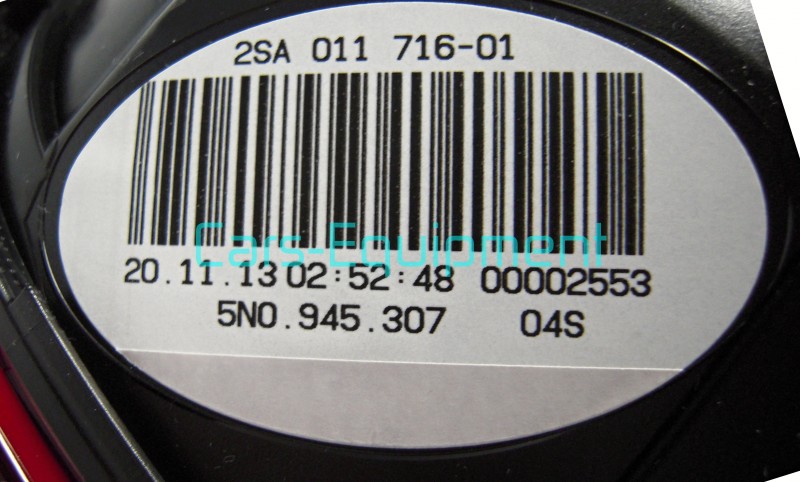 2SA 011 716-01
Cars-Equipment
20.11.13 02:52:48 00002553
5N0.945.307 04S